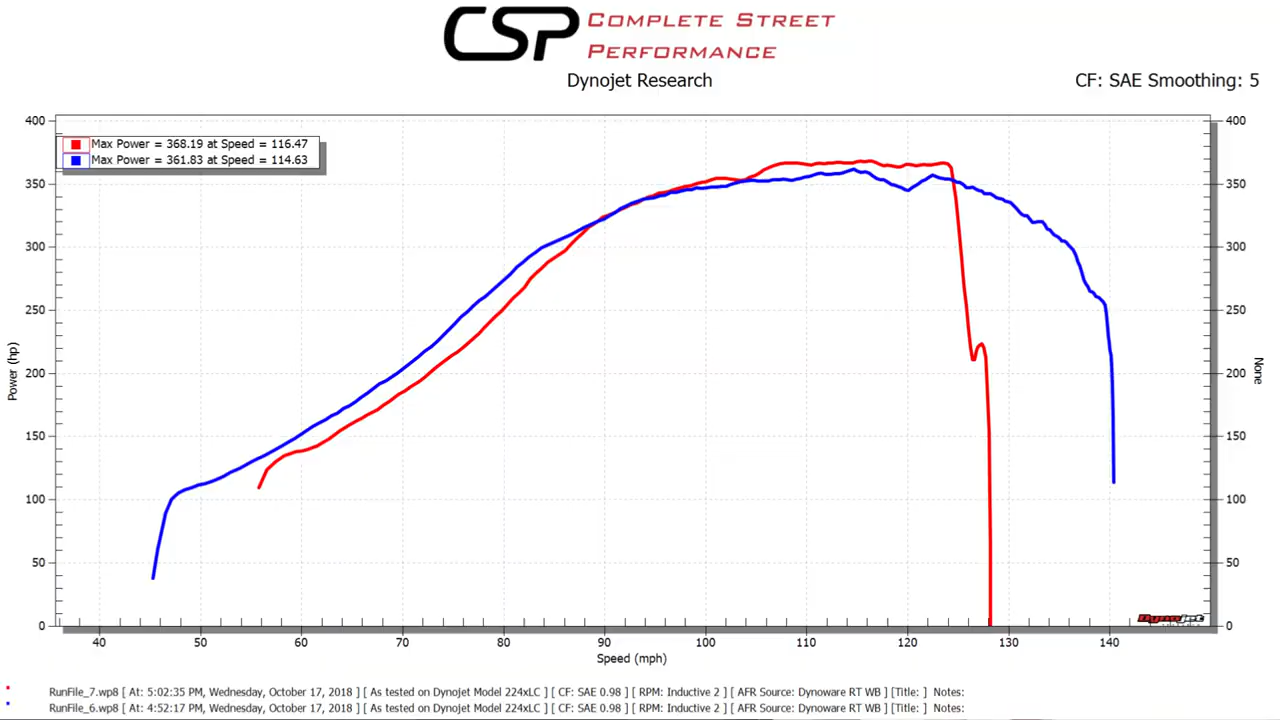 CSP COMPLETE STREET
PERFORMANCE
Dynojet Research
CF: SAE Smoothing: 5
Max Power = 368.19 at Speed = 116.47
Max Power = 361.83 at Speed = 114.63
400
350
300
250
200
150
100
50
0
Power (hp)
400
350
300
250
200
150
100
50
0
None
Dynojet
40 50 60 70 80 90 100 110 120 130 140
Speed (mph)
RunFile_7.wp8 [ At: 5:02:35 PM, Wednesday, October 17, 2018 ] [ As tested on Dynojet Model 224xLC ] [ CF: SAE 0.98 ] [ RPM: Inductive 2 ] [ AFR Source: Dynoware RT WB ] [Title: ] Notes:
RunFile_6.wp8 [ At: 4:52:17 PM, Wednesday, October 17, 2018 ] [ As tested on Dynojet Model 224xLC ] [ CF: SAE 0.98 ] [ RPM: Inductive 2 ] [ AFR Source: Dynoware RT WB ] [Title: ] Notes: